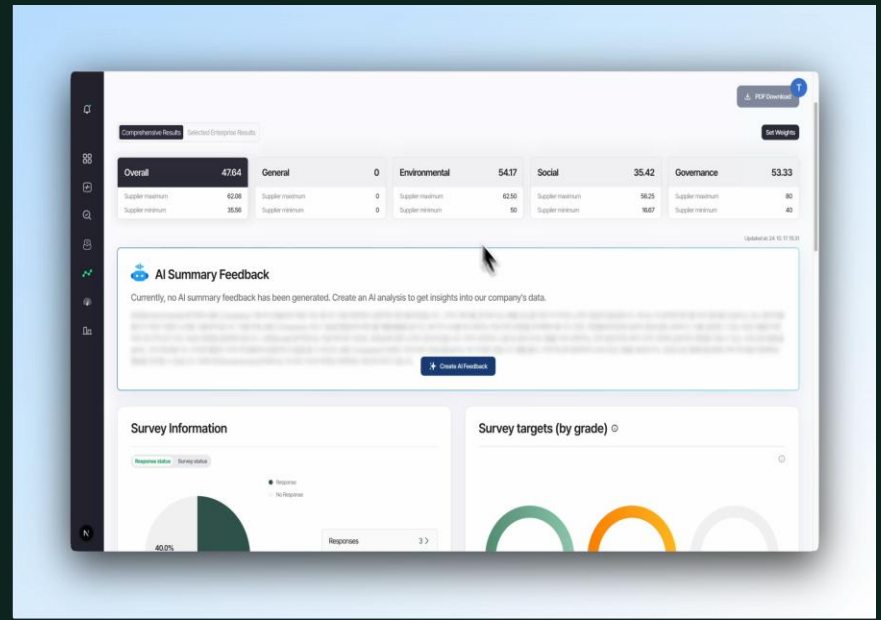 T
PDF Download
Comprehensive Results Selected Enterprise Results
Set Weights
Overall 47.64
Supplier maximum 62.08
Supplier minimum 35.56
General 0
Supplier maximum 0
Supplier minimum 0
Environmental 54.17
Supplier maximum 62.50
Supplier minimum 50
Social 35.42
Supplier maximum 56.25
Supplier minimum 16.67
Governance 53.33
Supplier maximum 80
Supplier minimum 40
Updated at
AI Summary Feedback
Currently, no AI summary feedback has been generated. Create an AI analysis to get insights into our company's data.
Create AI Feedback
Survey Information
Response status Survey status
Response
No Response
40.0%
Responses 3
Survey targets (by grade)
N